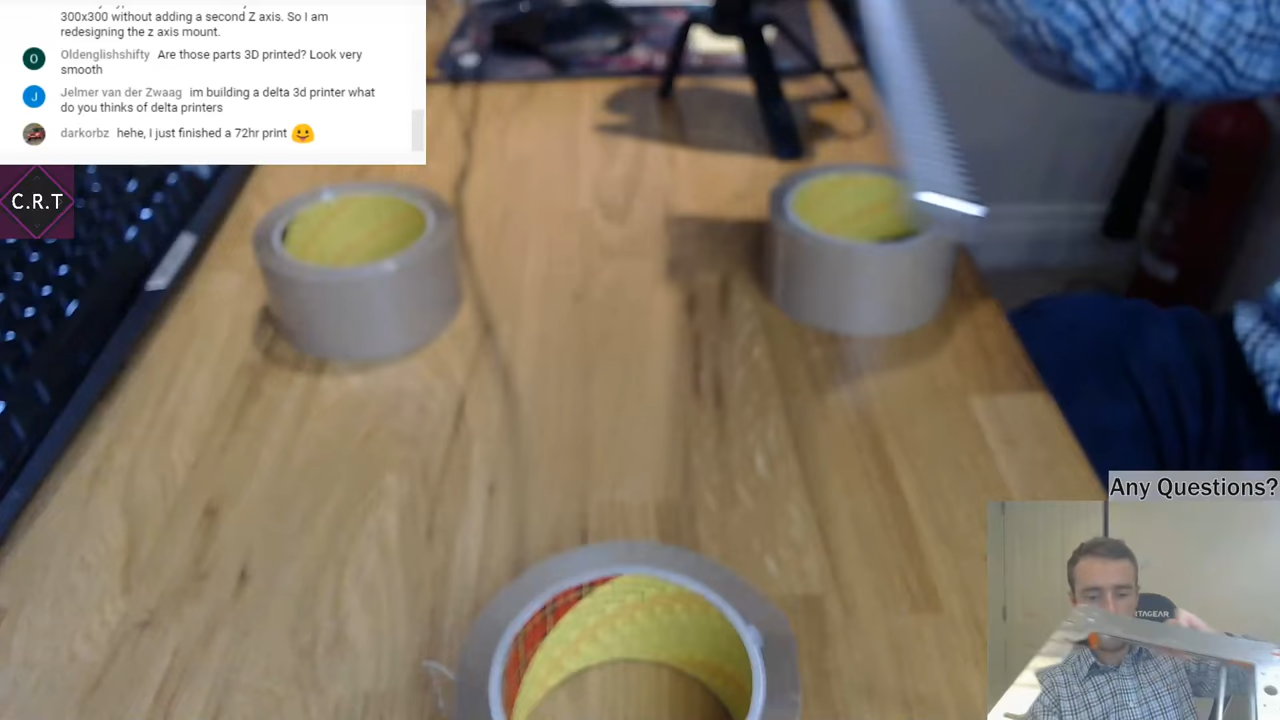 300x300 without adding a second Z axis. So I am
redesigning the z axis mount.
Oldenglishshifty Are those parts 3D printed? Look very
smooth
Jelmer van der Zwaag im building a delta 3d printer what
do you thinks of delta printers
darkorbz hehe, I just finished a 72hr print
O
J
C.R.T
Any Questions?